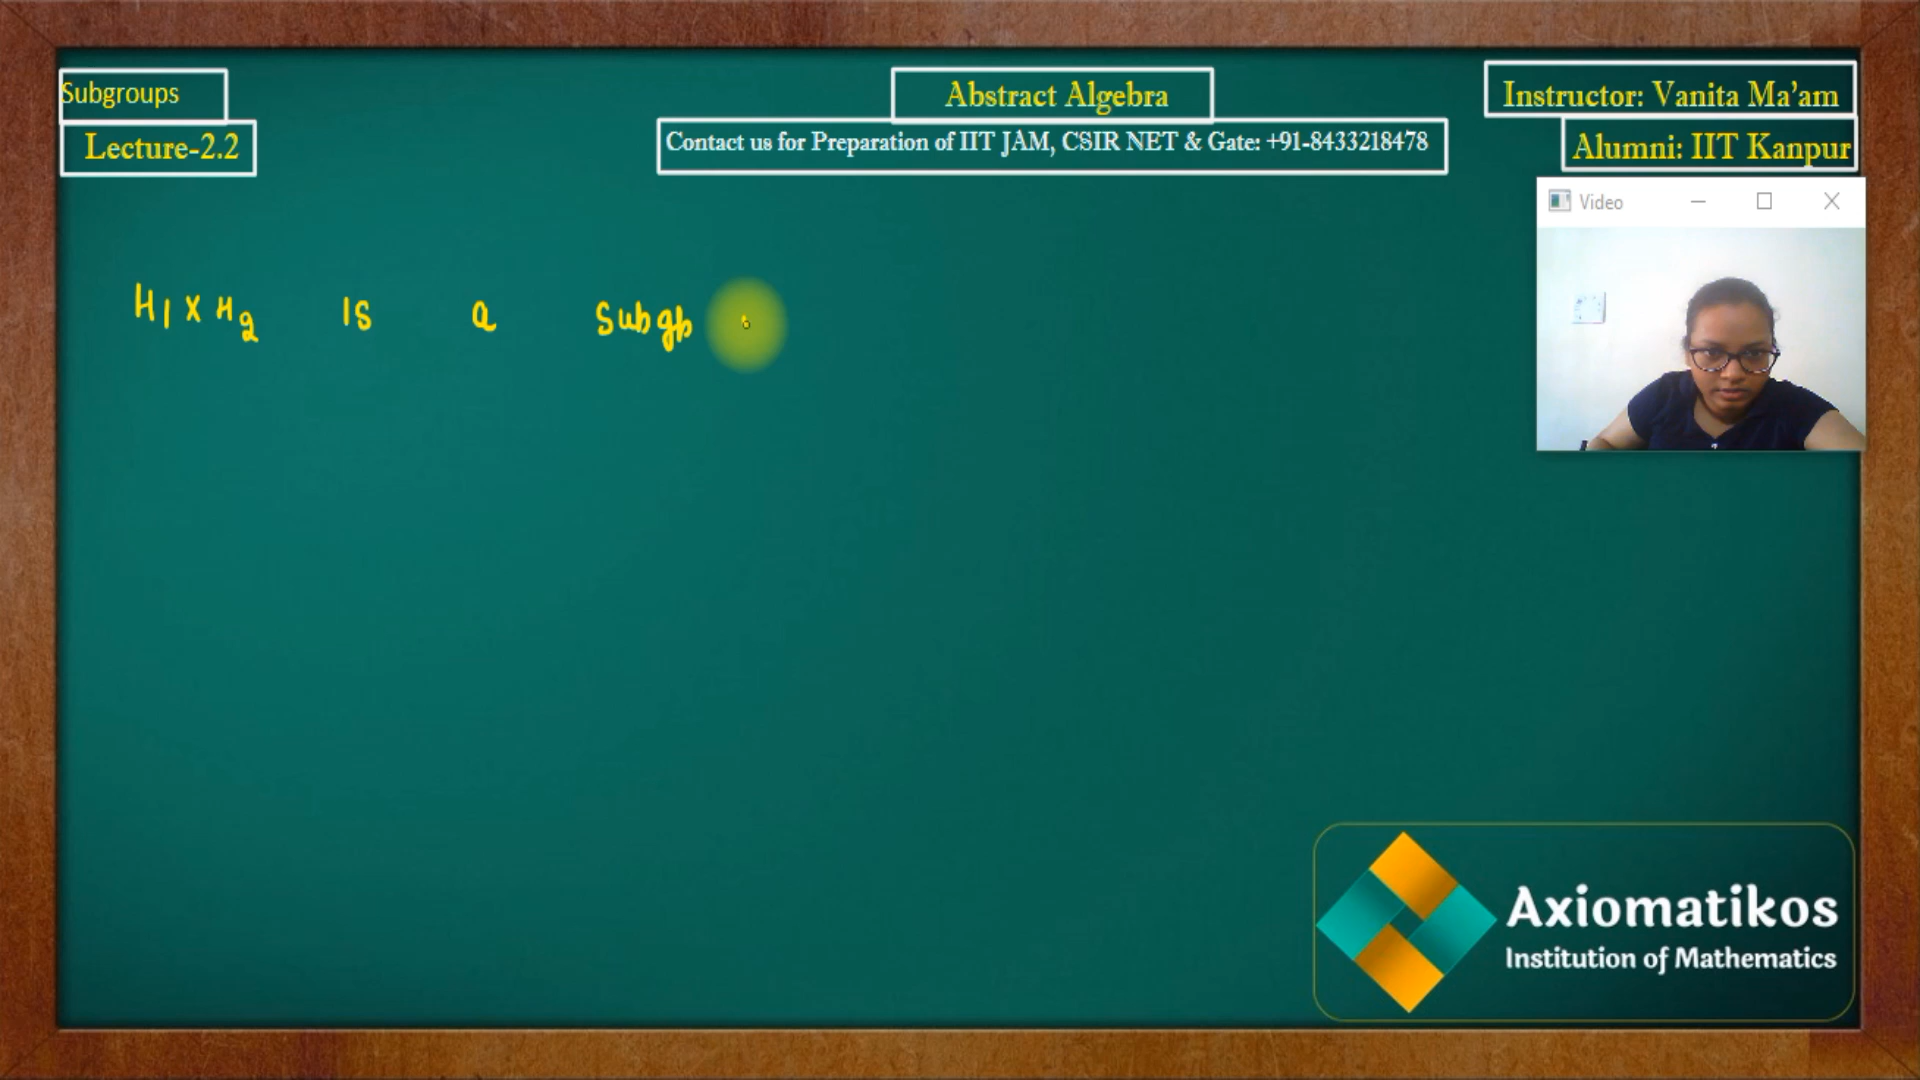 Subgroups
Lecture-2.2
Abstract Algebra
Contact us for Preparation of IIT JAM, CSIR NET & Gate: +91-8433218478
Instructor: Vanita Ma'am
Alumni: IIT Kanpur
Video
H1 x H2 is a Subgp
Axiomatikos
Institution of Mathematics